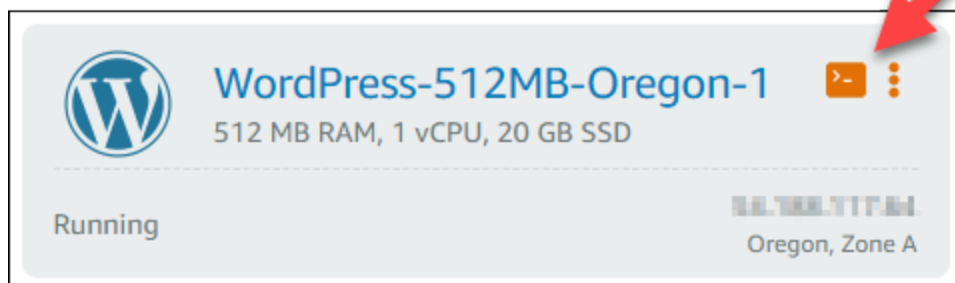 WordPress-512MB-Oregon-1
512 MB RAM, 1 vCPU, 20 GB SSD
Running
Oregon, Zone A